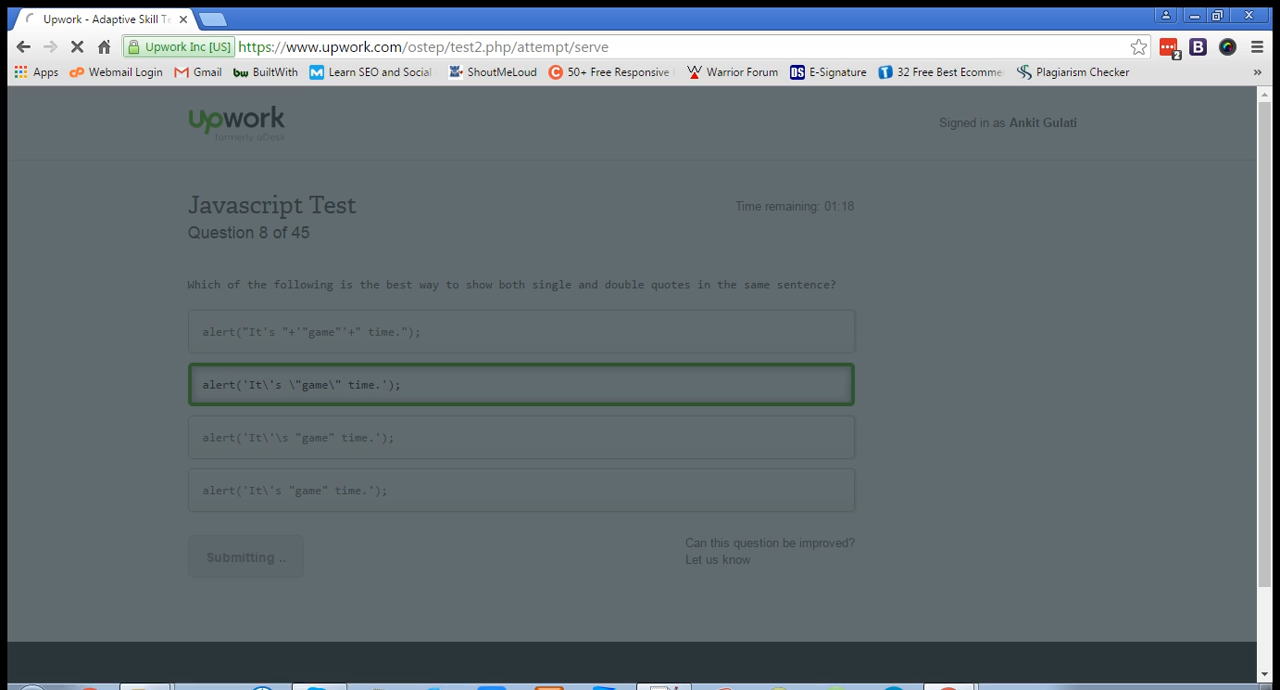 Upwork - Adaptive Skill Te
Upwork Inc [US] https://www.upwork.com/ostep/test2.php/attempt/serve
2
Apps Webmail Login Gmail BuiltWith Learn SEO and Social ShoutMeLoud 50+ Free Responsive Warrior Forum E-Signature 32 Free Best Ecomme Plagiarism Checker »
Upwork
formerly oDesk
Signed in as Ankit Gulati
Javascript Test
Time remaining: 01:18
Question 8 of 45
Which of the following is the best way to show both single and double quotes in the same sentence?
alert("It's "+'"game"'+" time.");
alert('It\'s \"game\" time.');
alert('It\'\s "game" time.');
alert('It\'s "game" time.');
Submitting ..
Can this question be improved?
Let us know